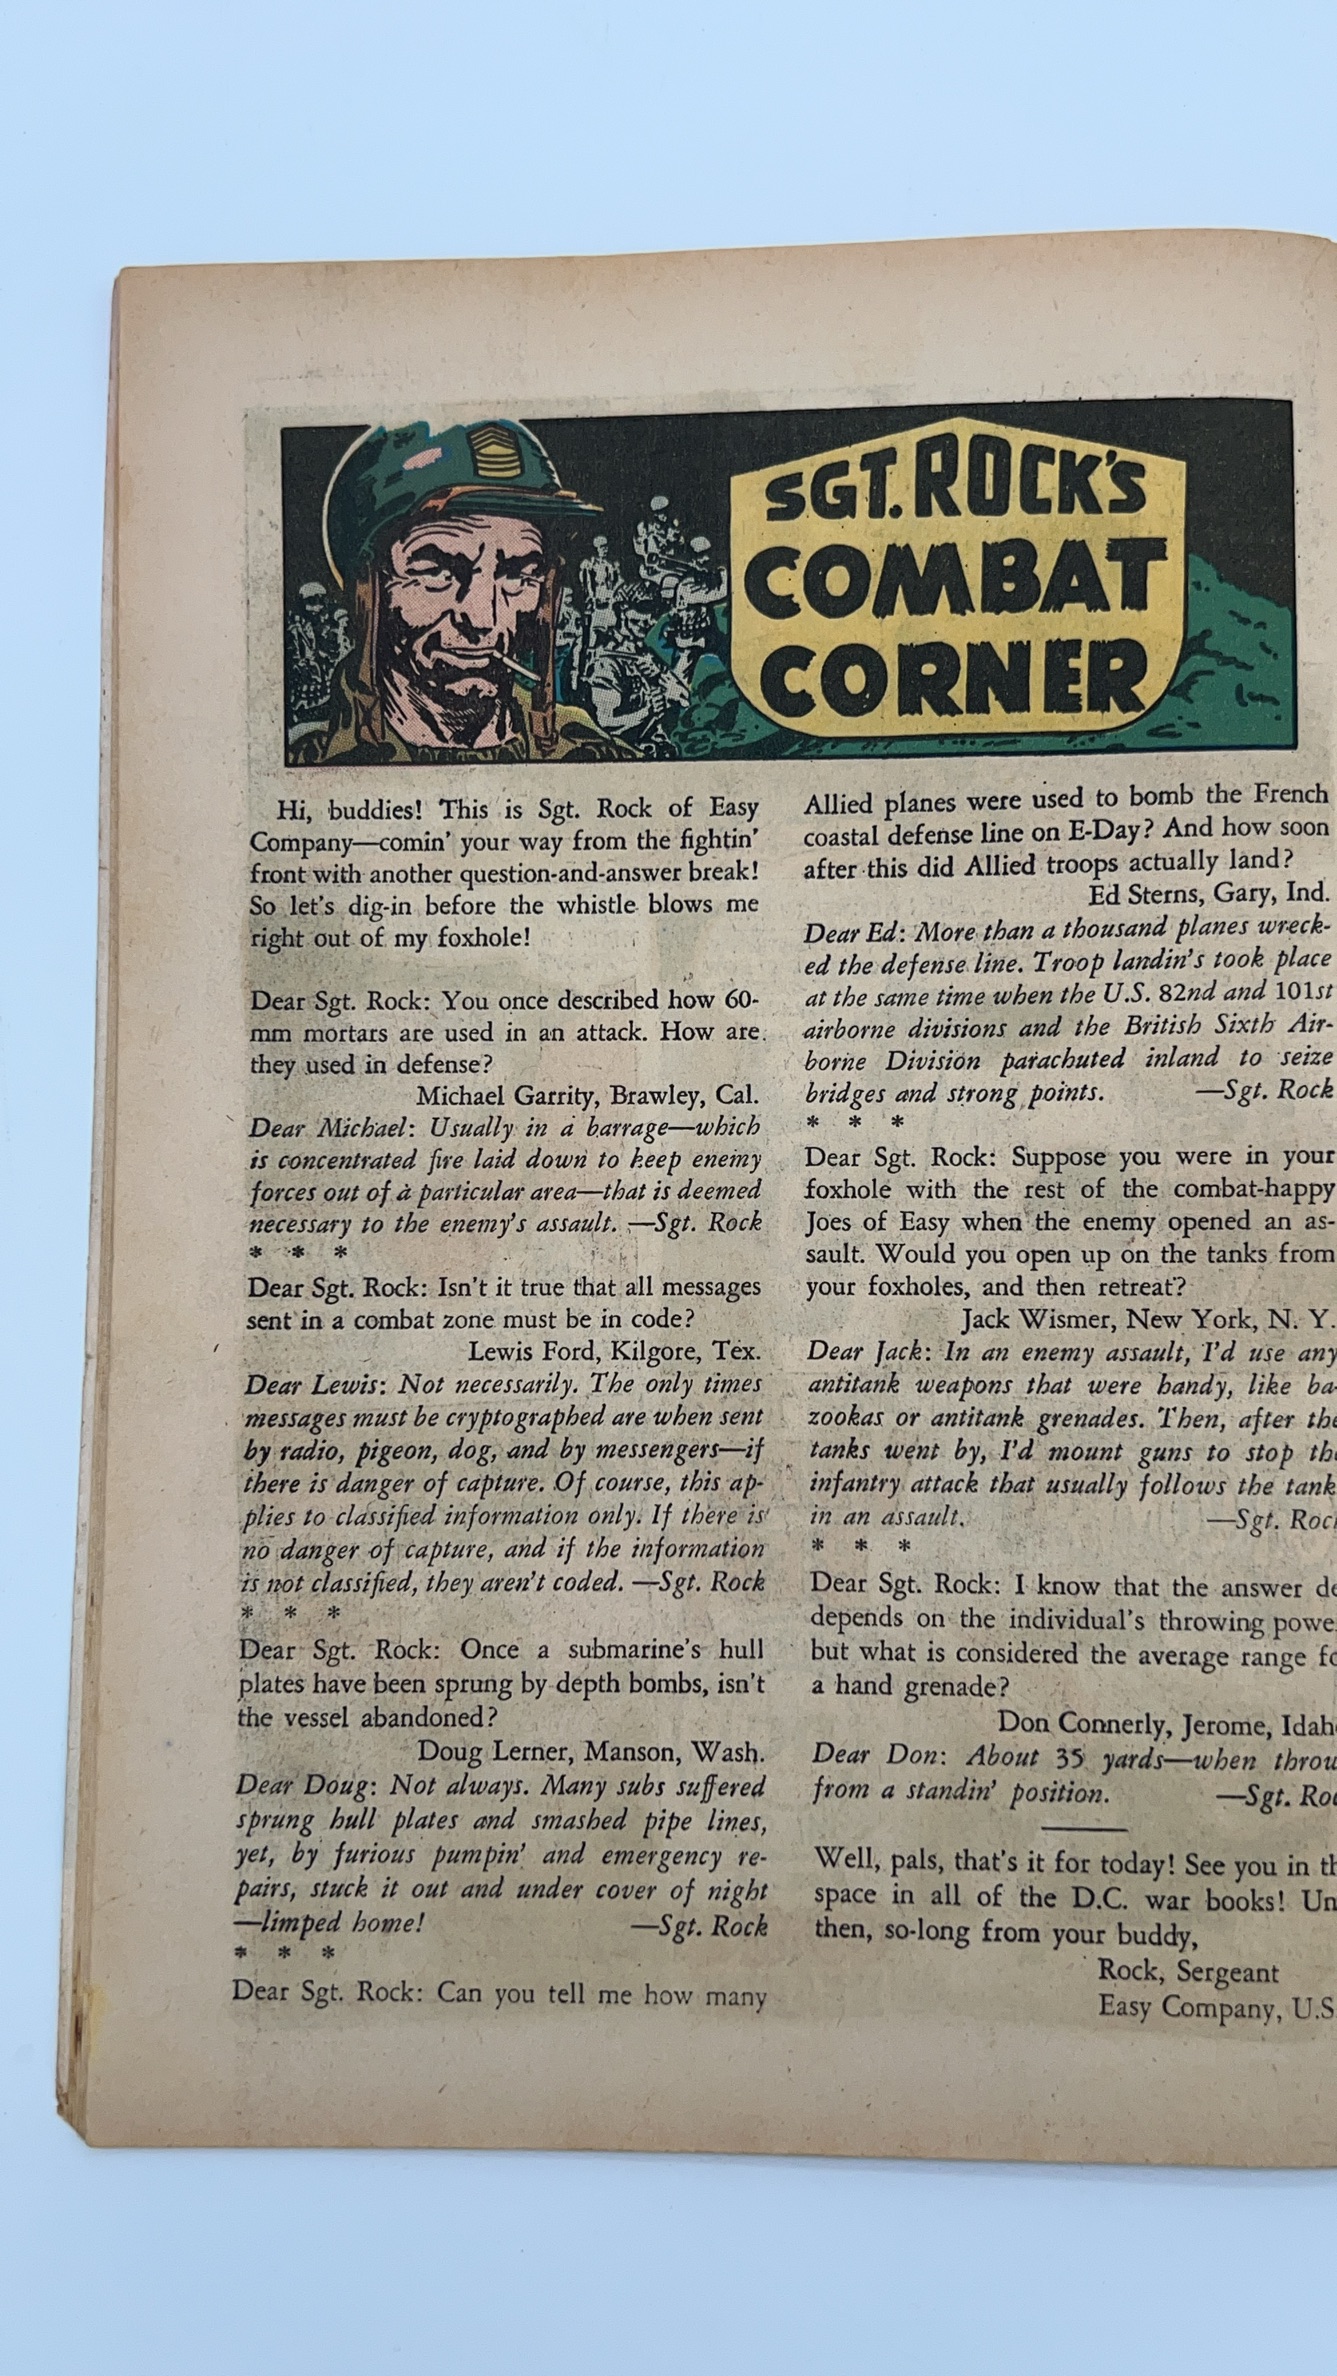 SGT. ROCK'S
COMBAT
CORNER
Hi, buddies! This is Sgt. Rock of Easy
Company—comin' your way from the fightin'
front with another question-and-answer break!
So let's dig-in before the whistle blows me
right out of my foxhole!
Dear Sgt. Rock: You once described how 60-
mm mortars are used in an attack. How are
they used in defense?
Michael Garrity, Brawley, Cal.
Dear Michael: Usually in a barrage—which
is concentrated fire laid down to keep enemy
forces out of a particular area—that is deemed
necessary to the enemy's assault. —Sgt. Rock
* * *
Dear Sgt. Rock: Isn't it true that all messages
sent in a combat zone must be in code?
Lewis Ford, Kilgore, Tex.
Dear Lewis: Not necessarily. The only times
messages must be cryptographed are when sent
by radio, pigeon, dog, and by messengers—if
there is danger of capture. Of course, this ap-
plies to classified information only. If there is
no danger of capture, and if the information
is not classified, they aren't coded. —Sgt. Rock
* * *
Dear Sgt. Rock: Once a submarine's hull
plates have been sprung by depth bombs, isn't
the vessel abandoned?
Doug Lerner, Manson, Wash.
Dear Doug: Not always. Many subs suffered
sprung hull plates and smashed pipe lines,
yet, by furious pumpin' and emergency re-
pairs, stuck it out and under cover of night
—limped home! —Sgt. Rock
* * *
Dear Sgt. Rock: Can you tell me how many
Allied planes were used to bomb the French
coastal defense line on E-Day? And how soon
after this did Allied troops actually land?
Ed Sterns, Gary, Ind.
Dear Ed: More than a thousand planes wreck-
ed the defense line. Troop landin's took place
at the same time when the U.S. 82nd and 101st
airborne divisions and the British Sixth Air-
borne Division parachuted inland to seize
bridges and strong points. —Sgt. Rock
* * *
Dear Sgt. Rock: Suppose you were in your
foxhole with the rest of the combat-happy
Joes of Easy when the enemy opened an as-
sault. Would you open up on the tanks from
your foxholes, and then retreat?
Jack Wismer, New York, N. Y.
Dear Jack: In an enemy assault, I'd use any
antitank weapons that were handy, like ba-
zookas or antitank grenades. Then, after the
tanks went by, I'd mount guns to stop the
infantry attack that usually follows the tank
in an assault. —Sgt. Roc
* * *
Dear Sgt. Rock: I know that the answer de
depends on the individual's throwing powe
but what is considered the average range fo
a hand grenade?
Don Connerly, Jerome, Idah
Dear Don: About 35 yards—when throw
from a standin' position. —Sgt. Ro
Well, pals, that's it for today! See you in th
space in all of the D.C. war books! Un
then, so-long from your buddy,
Rock, Sergeant
Easy Company, U.S.